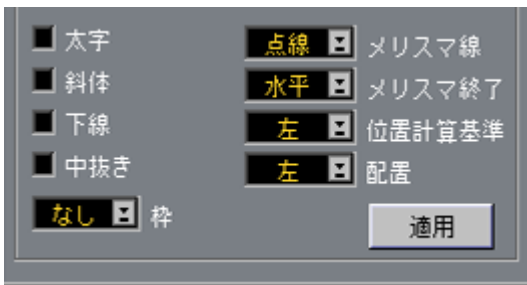 太字 点線 メリスマ線
斜体 水平 メリスマ終了
下線 左 位置計算基準
中抜き 左 配置
なし 枠 適用